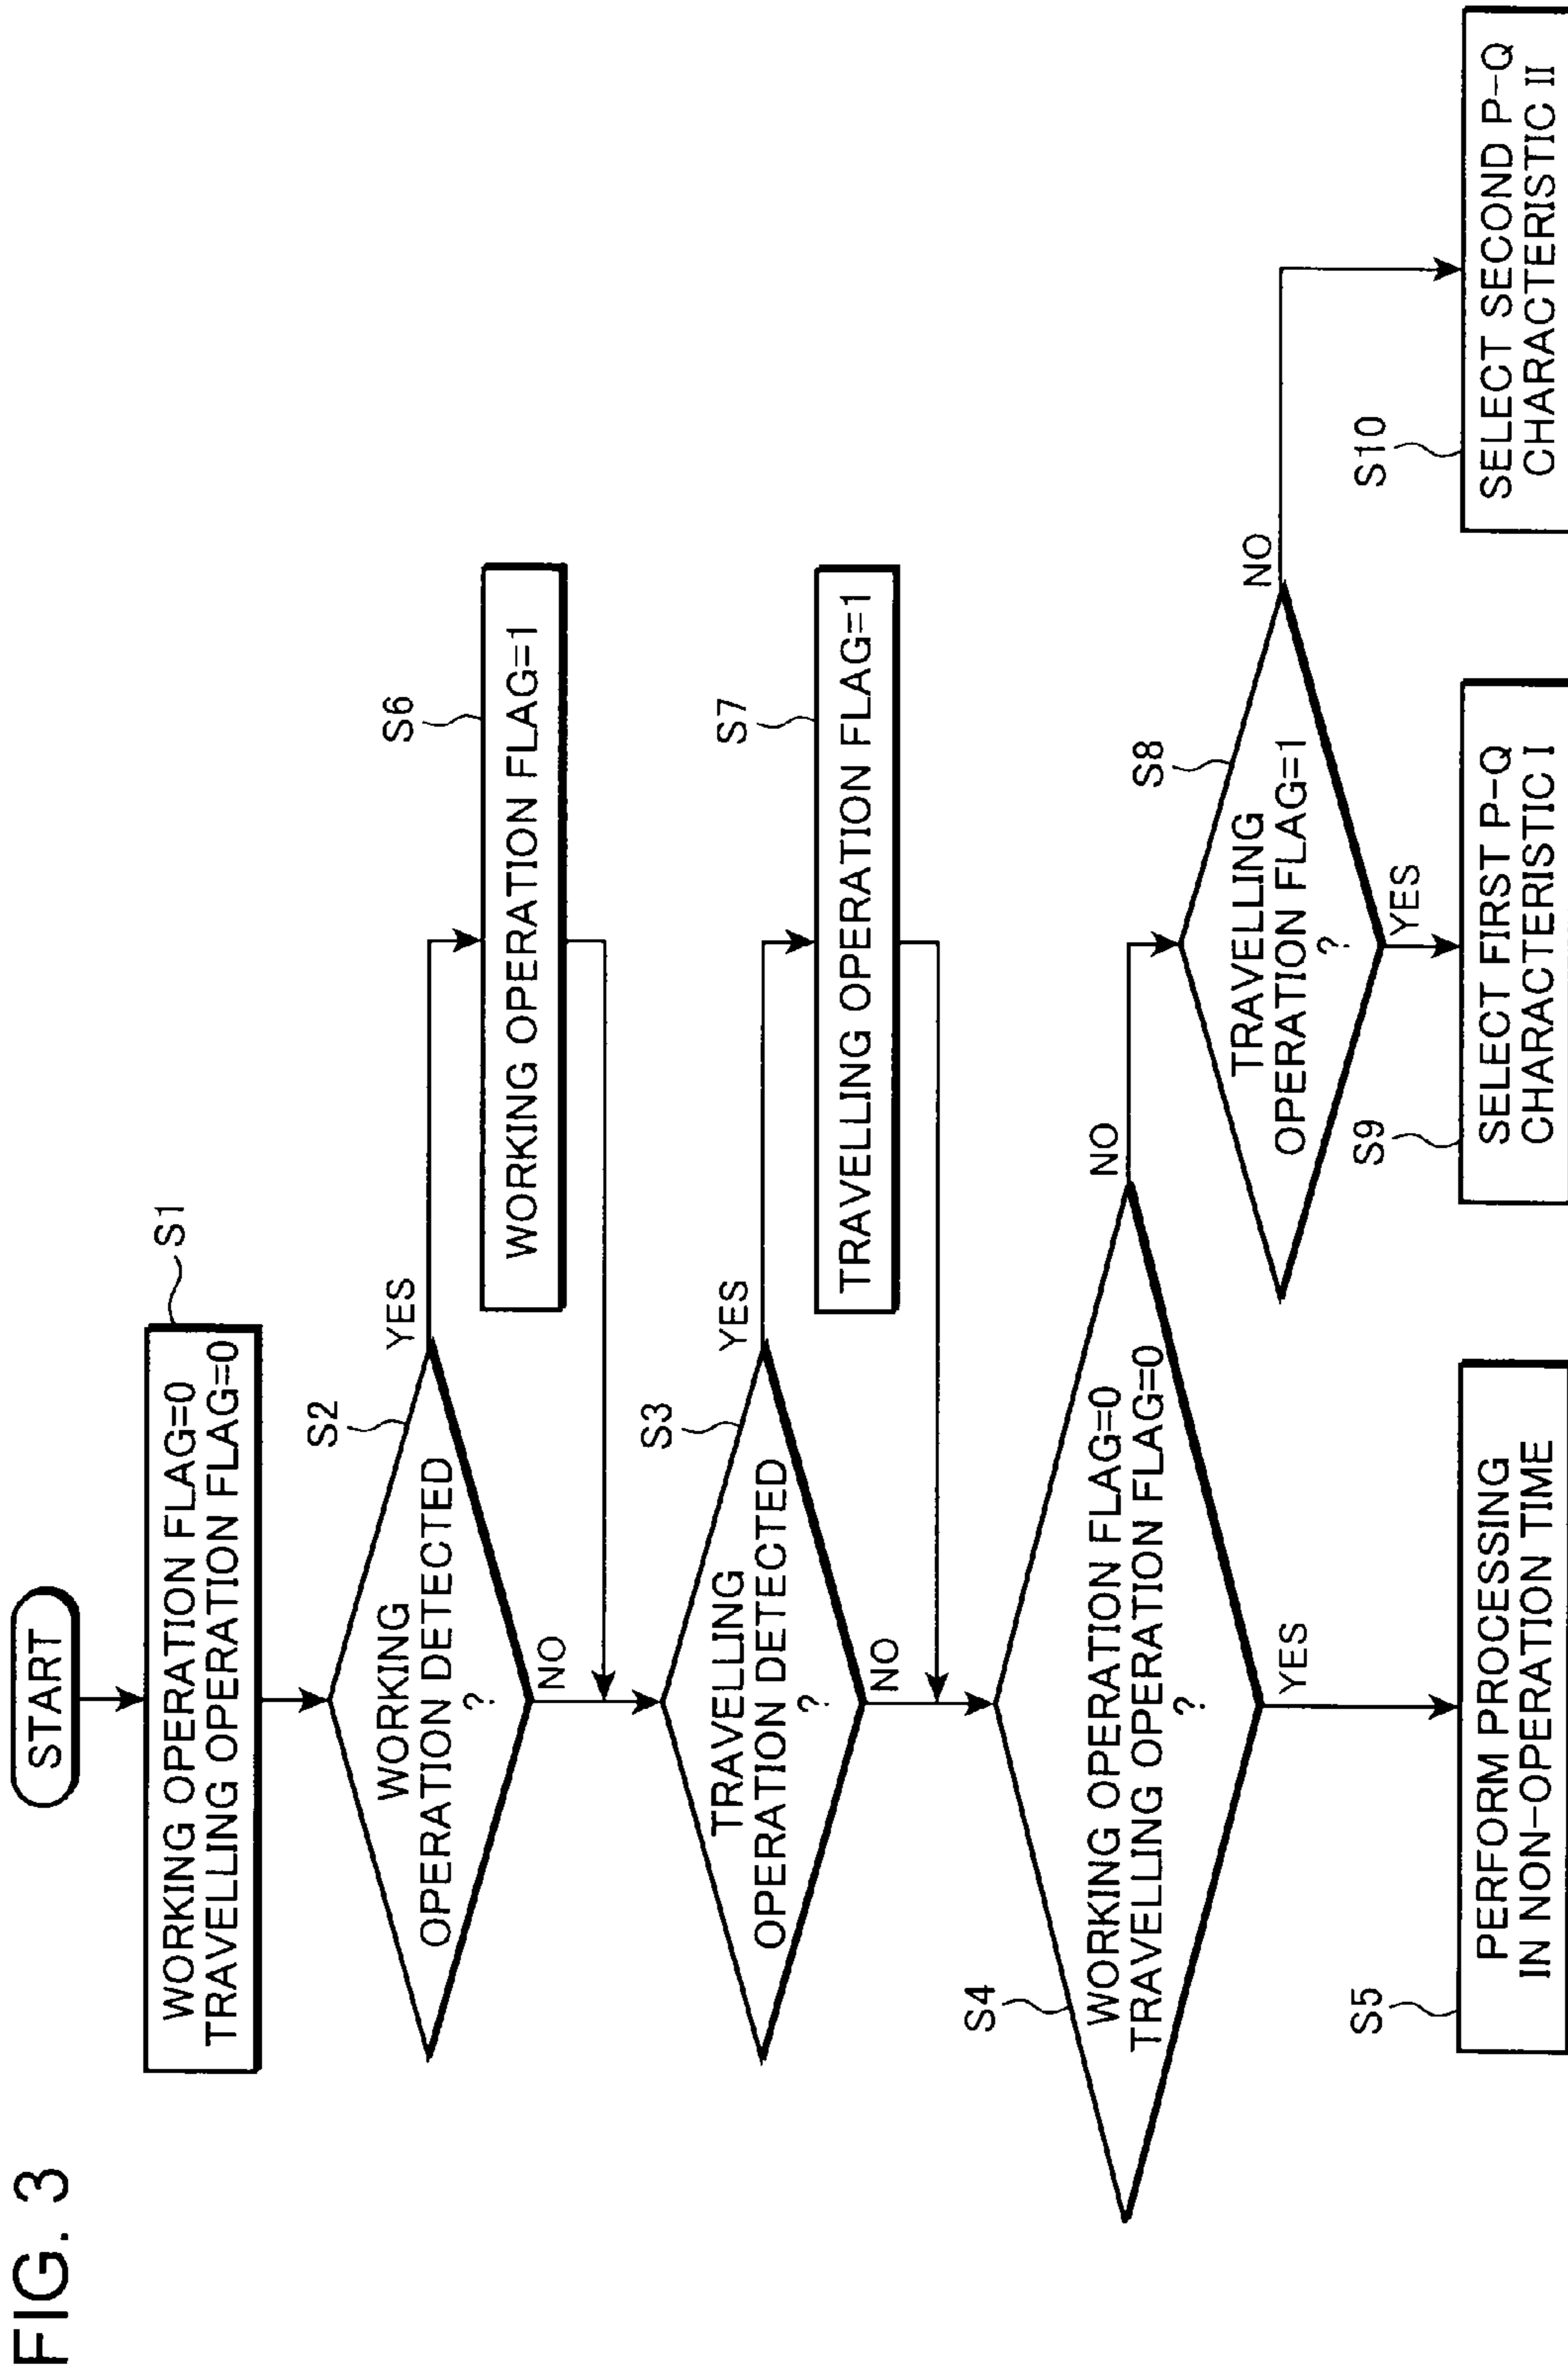 FIG. 3
START
S1
WORKING OPERATION FLAG=0
TRAVELLING OPERATION FLAG=0
S2
WORKING
OPERATION DETECTED
?
YES
NO
S6
WORKING OPERATION FLAG=1
S3
TRAVELLING
OPERATION DETECTED
?
YES
NO
S7
TRAVELLING OPERATION FLAG=1
S4
WORKING OPERATION FLAG=0
TRAVELLING OPERATION FLAG=0
?
NO
YES
S8
TRAVELLING
OPERATION FLAG=1
?
NO
YES
S5
PERFORM PROCESSING
IN NON-OPERATION TIME
S9
SELECT FIRST P-Q
CHARACTERISTIC I
S10
SELECT SECOND P-Q
CHARACTERISTIC II